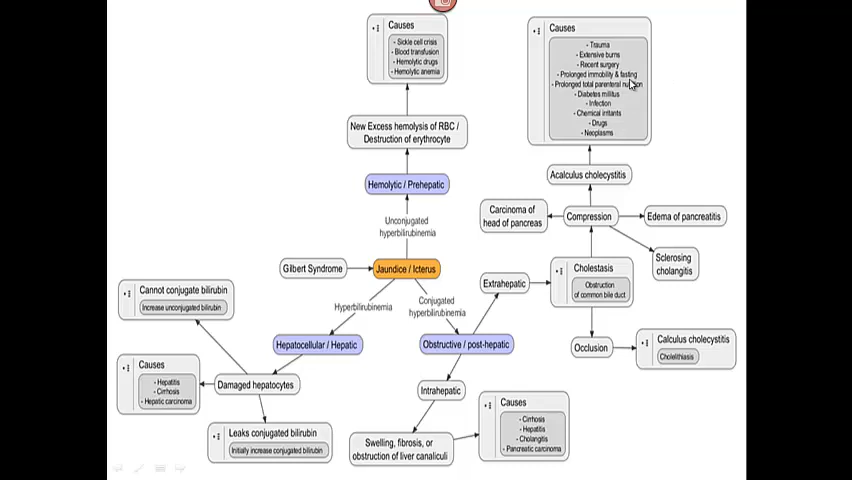 Causes
- Sickle cell crisis
- Blood transfusion
- Hemolytic drugs
- Hemolytic anemia
New Excess hemolysis of RBC /
Destruction of erythrocyte
Hemolytic / Prehepatic
Unconjugated
hyperbilirubinemia
Gilbert Syndrome
Jaundice / Icterus
Hyperbilirubinemia
Conjugated
hyperbilirubinemia
Causes
- Trauma
- Extensive burns
- Recent surgery
- Prolonged immobility & fasting
- Prolonged total parenteral
- Diabetes millitus
- Infection
- Chemical irritants
- Drugs
- Neoplasms
Acalculus cholecystitis
Carcinoma of
head of pancreas
Compression
Edema of pancreatitis
Sclerosing
cholangitis
Extrahepatic
Cholestasis
Obstruction
of common bile duct
Occlusion
Calculus cholecystitis
Cholelithiasis
Cannot conjugate bilirubin
Increase unconjugated bilirubin
Hepatocellular / Hepatic
Obstructive / post-hepatic
Causes
- Hepatitis
- Cirrhosis
- Hepatic carcinoma
Damaged hepatocytes
Leaks conjugated bilirubin
Initially increase conjugated bilirubin
Intrahepatic
Swelling, fibrosis, or
obstruction of liver canaliculi
Causes
- Cirrhosis
- Hepatitis
- Cholangitis
- Pancreatic carcinoma